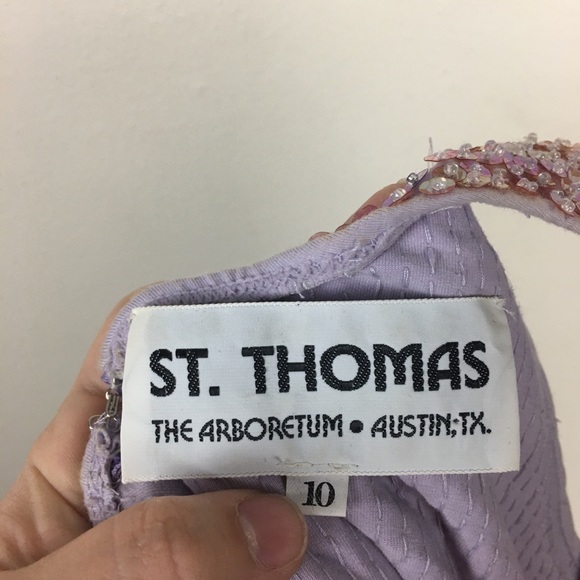 ST. THOMAS
THE ARBORETUM • AUSTIN, TX.
10